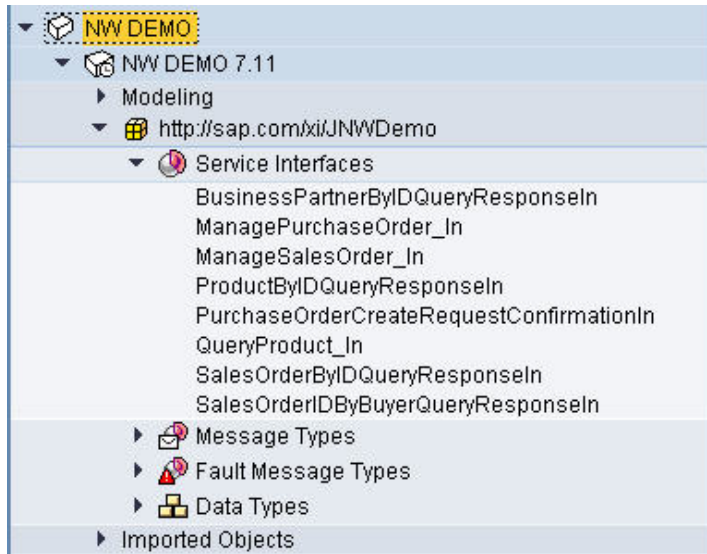 NW DEMO
NW DEMO 7.11
Modeling
http://sap.com/xi/JNWDemo
Service Interfaces
BusinessPartnerByIDQueryResponseIn
ManagePurchaseOrder_In
ManageSalesOrder_In
ProductByIDQueryResponseIn
PurchaseOrderCreateRequestConfirmationIn
QueryProduct_In
SalesOrderByIDQueryResponseIn
SalesOrderIDByBuyerQueryResponseIn
Message Types
Fault Message Types
Data Types
Imported Objects